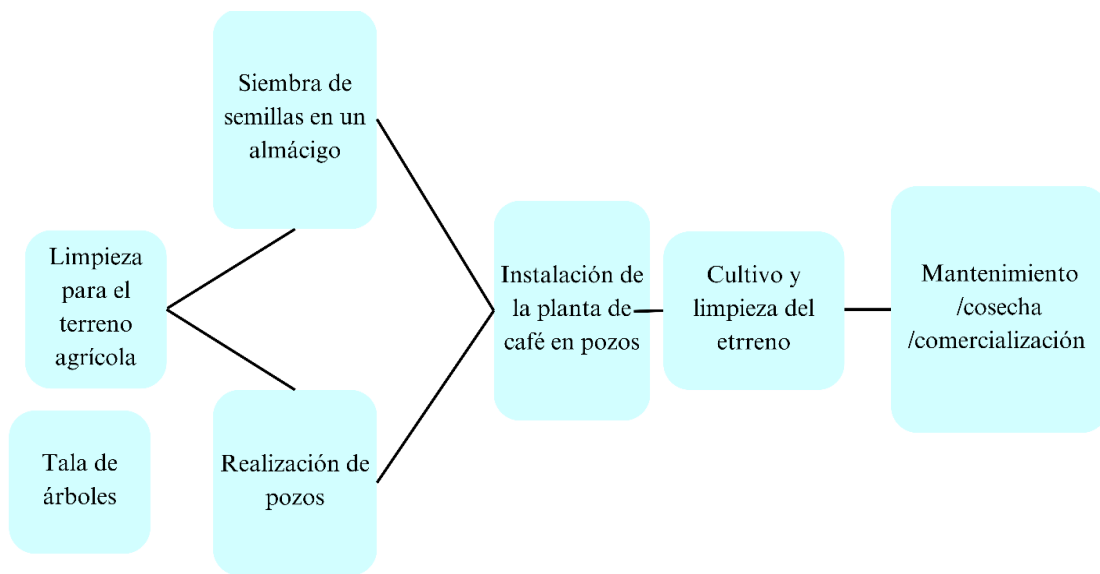 Siembra de
semillas en un
almácigo
Limpieza
para el
terreno
agrícola
Tala de
árboles
Realización de
pozos
Instalación de
la planta de
café en pozos
Cultivo y
limpieza del
etrreno
Mantenimiento
/cosecha
/comercialización